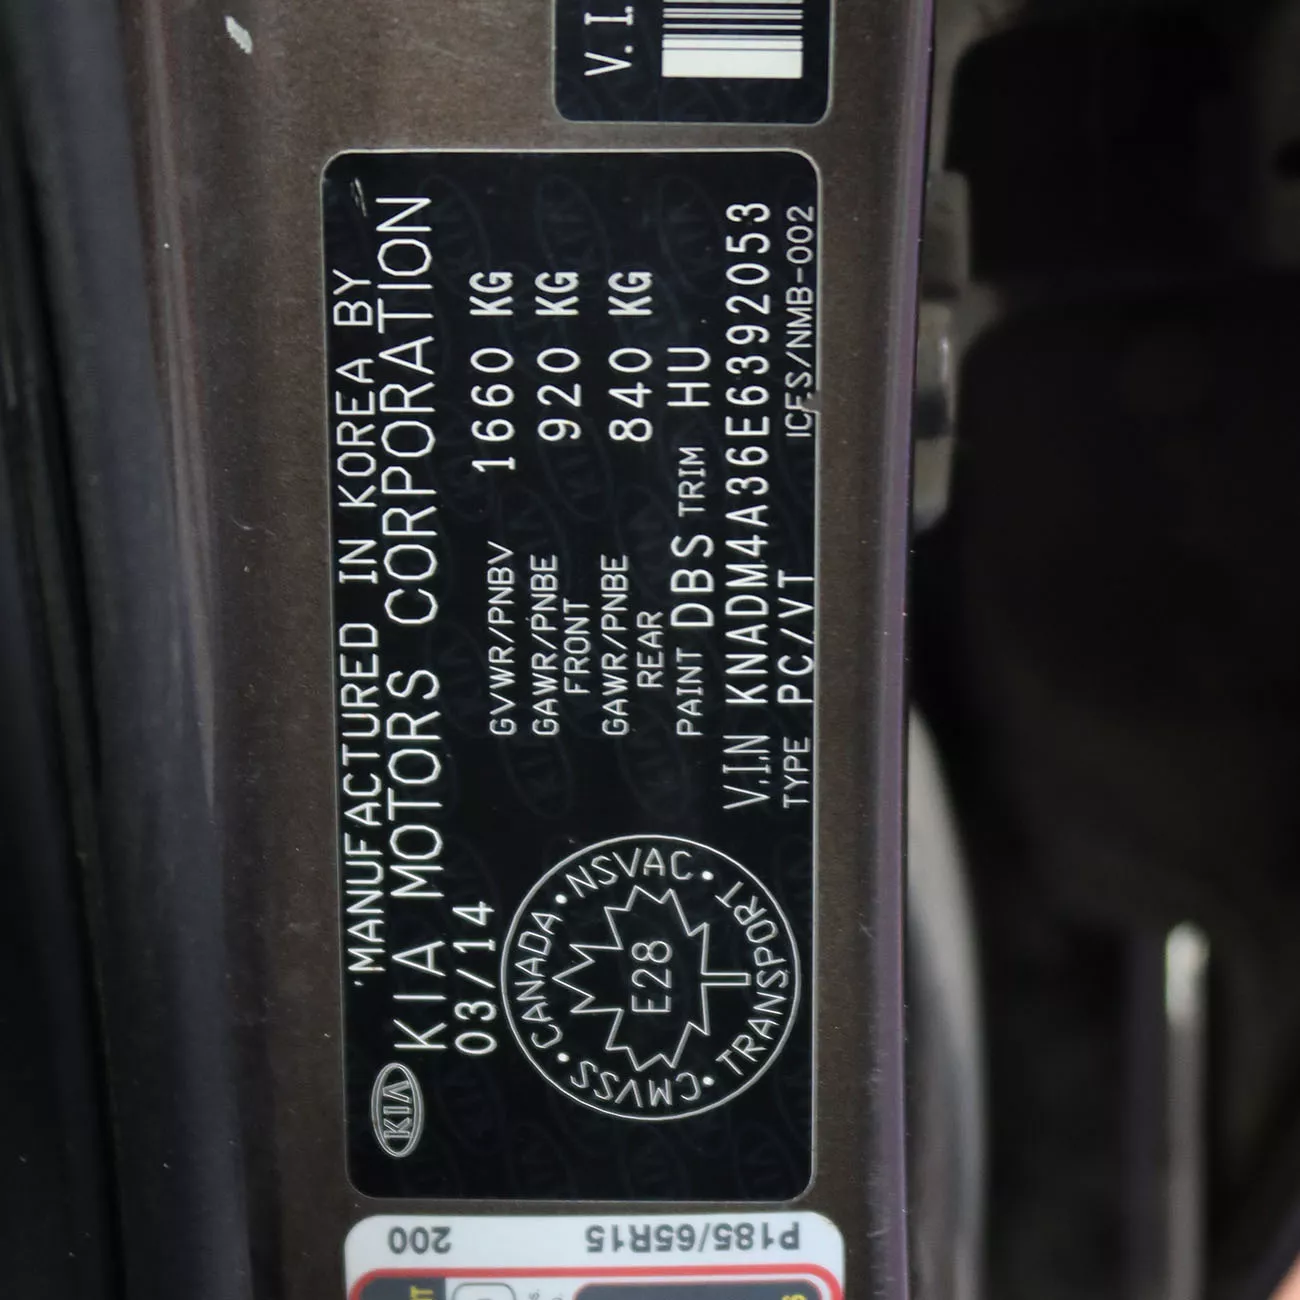 V.I.
MANUFACTURED IN KOREA BY
KIA MOTORS CORPORATION
KIA
03/14
GVWR/PNBV 1660 KG
GAWR/PNBE FRONT 920 KG
GAWR/PNBE REAR 840 KG
PAINT DBS TRIM HU
V.I.N KNADM4A36E6392053
TYPE PC/VT ICFS/NMB-002
CMVSS • CANADA • NSVAC • TRANSPORT •
E28
P185/65R15
200